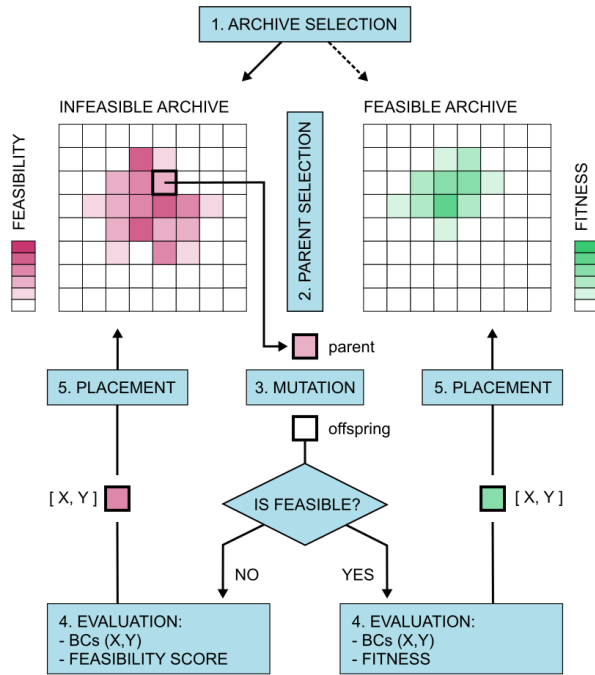 1. ARCHIVE SELECTION
INFEASIBLE ARCHIVE
FEASIBLE ARCHIVE
FEASIBILITY
2. PARENT SELECTION
FITNESS
parent
5. PLACEMENT
3. MUTATION
5. PLACEMENT
offspring
[ X, Y ]
IS FEASIBLE?
[ X, Y ]
NO
YES
4. EVALUATION:
- BCs (X,Y)
- FEASIBILITY SCORE
4. EVALUATION:
- BCs (X,Y)
- FITNESS